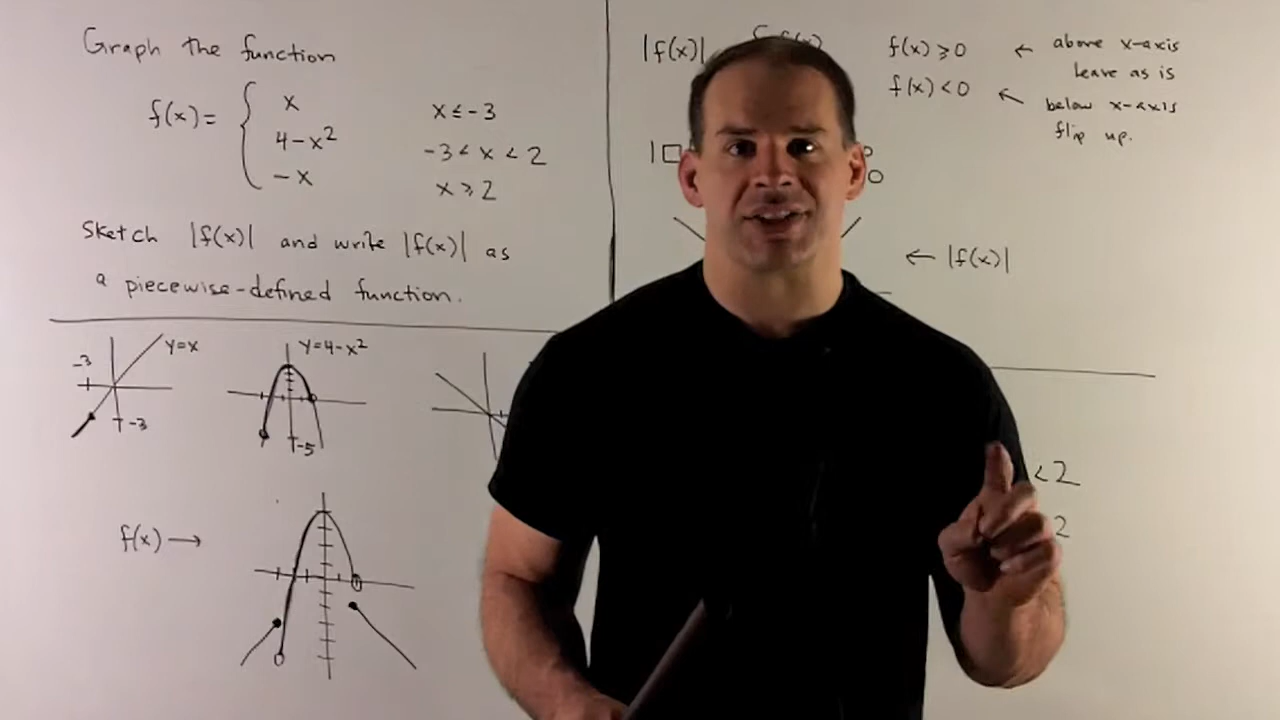 Graph the function
f(x) = { x x ≤ -3
4-x² -3 < x < 2
-x x ≥ 2
Sketch |f(x)| and write |f(x)| as
a piecewise-defined function.
|f(x)| f(x) ≥ 0 ← above x-axis
leave as is
f(x) < 0 ← below x-axis
flip up.
|□
0
← |f(x)|
-3 y=x
-3
y=4-x²
-5
f(x) →
< 2
2